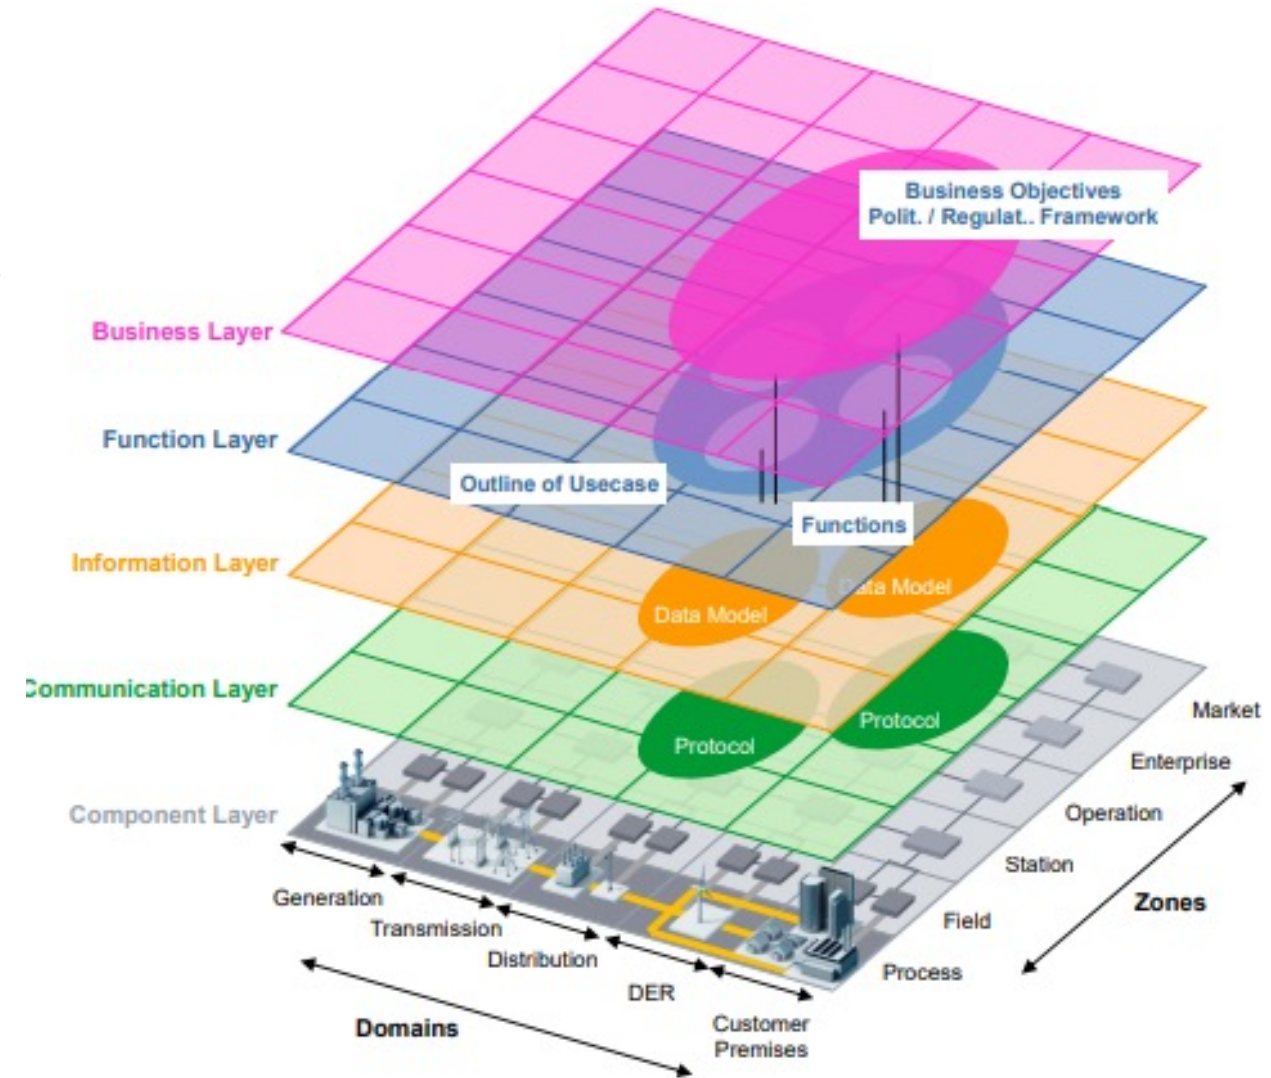 Business Objectives
Polit. / Regulat.. Framework
Business Layer
Function Layer
Outline of Usecase
Functions
Information Layer
Data Model
Data Model
Communication Layer
Protocol
Protocol
Component Layer
Market
Enterprise
Operation
Station
Field
Process
Zones
Generation
Transmission
Distribution
DER
Customer
Premises
Domains